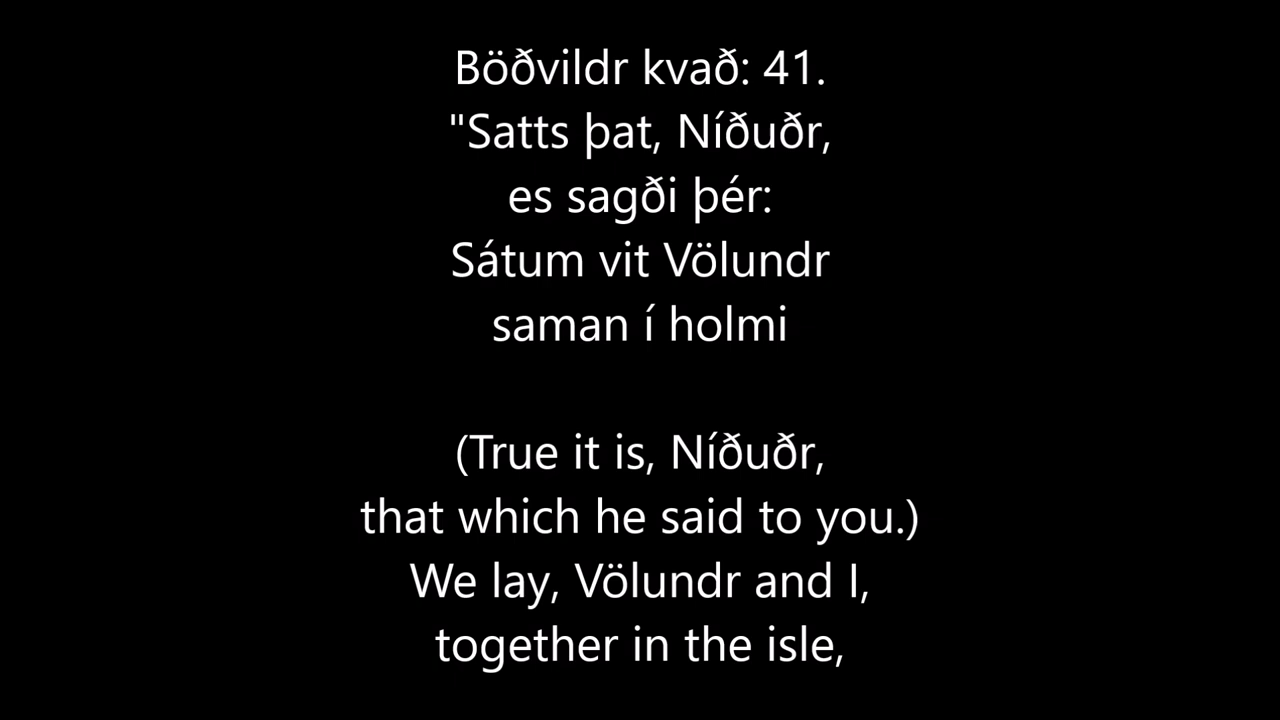 Böðvildr kvað: 41.
"Satts þat, Níðuðr,
es sagði þér:
Sátum vit Völundr
saman í holmi
(True it is, Níðuðr,
that which he said to you.)
We lay, Völundr and I,
together in the isle,